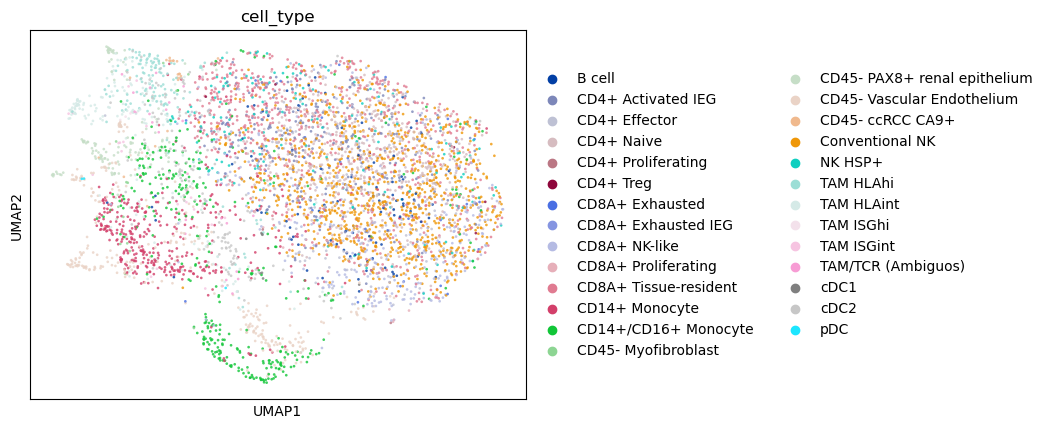 cell_type
UMAP2
UMAP1
B cell
CD4+ Activated IEG
CD4+ Effector
CD4+ Naive
CD4+ Proliferating
CD4+ Treg
CD8A+ Exhausted
CD8A+ Exhausted IEG
CD8A+ NK-like
CD8A+ Proliferating
CD8A+ Tissue-resident
CD14+ Monocyte
CD14+/CD16+ Monocyte
CD45- Myofibroblast
CD45- PAX8+ renal epithelium
CD45- Vascular Endothelium
CD45- ccRCC CA9+
Conventional NK
NK HSP+
TAM HLAhi
TAM HLAint
TAM ISGhi
TAM ISGint
TAM/TCR (Ambiguos)
cDC1
cDC2
pDC